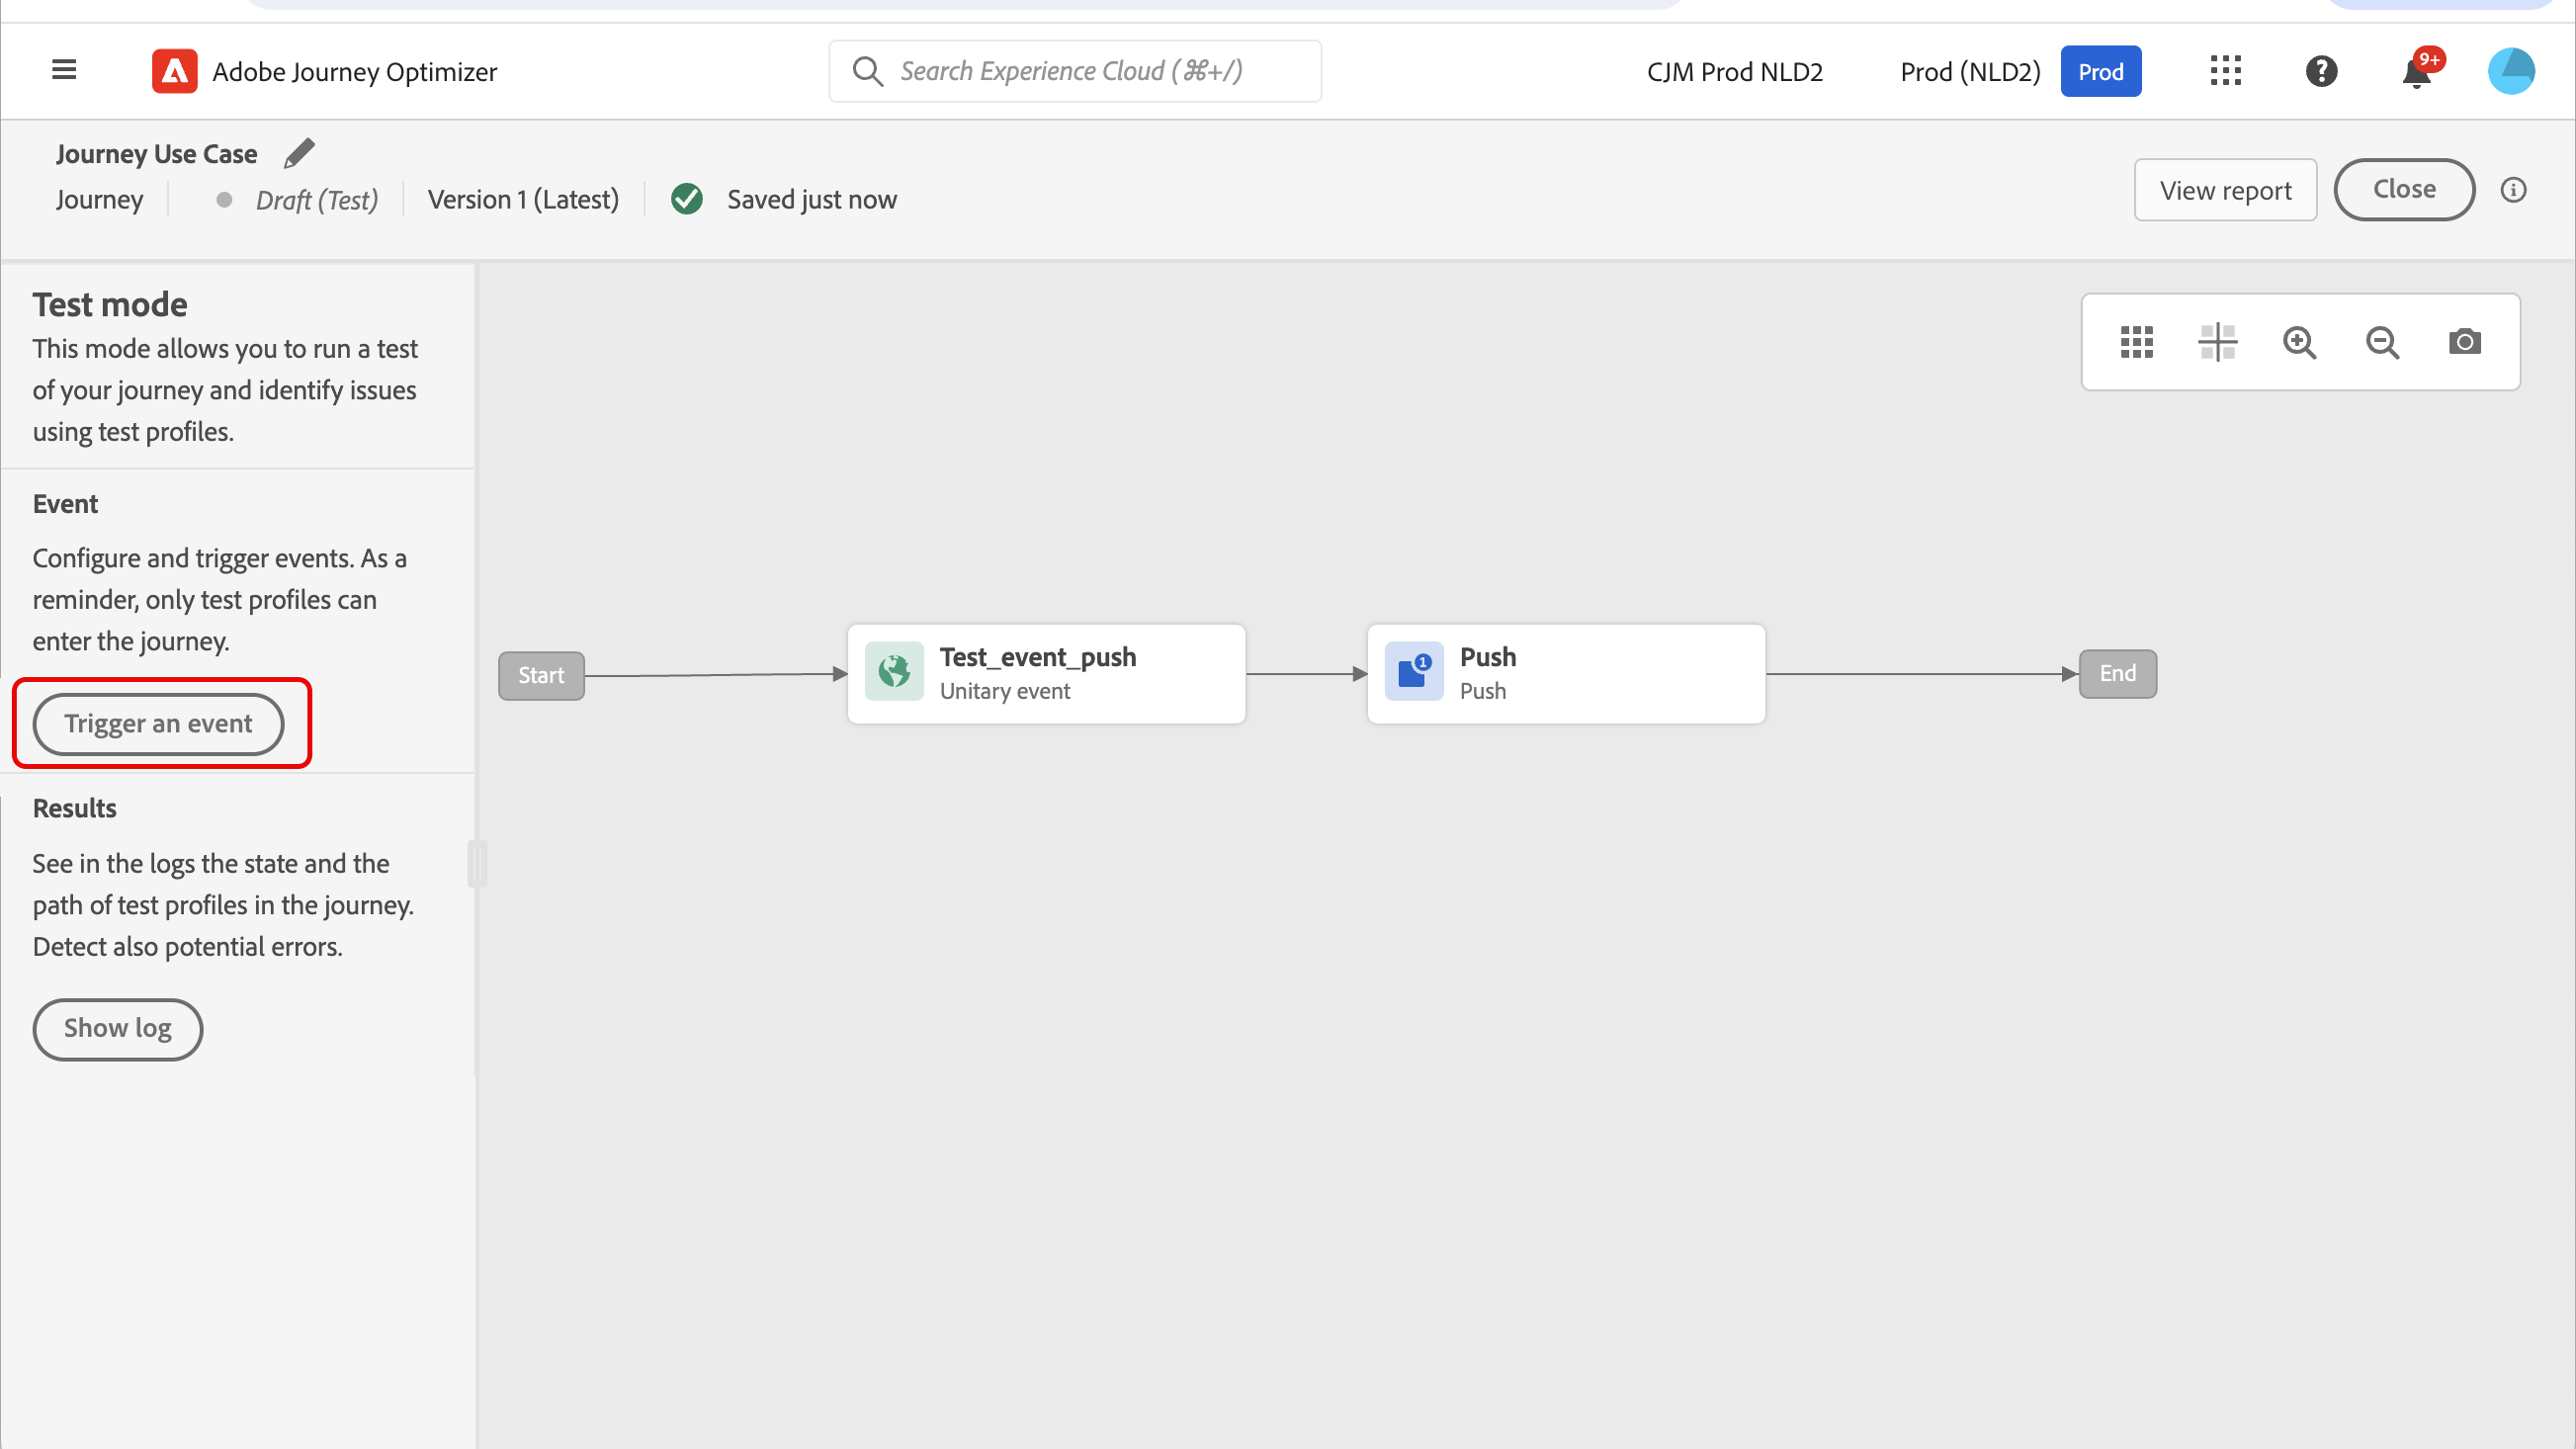 Adobe Journey Optimizer
Search Experience Cloud (⌘+/)
CJM Prod NLD2
Prod (NLD2)
Prod
9+
Journey Use Case
Journey
Draft (Test)
Version 1 (Latest)
Saved just now
View report
Close
Test mode
This mode allows you to run a test
of your journey and identify issues
using test profiles.
Event
Configure and trigger events. As a
reminder, only test profiles can
enter the journey.
Trigger an event
Results
See in the logs the state and the
path of test profiles in the journey.
Detect also potential errors.
Show log
Start
Test_event_push
Unitary event
1
Push
Push
End